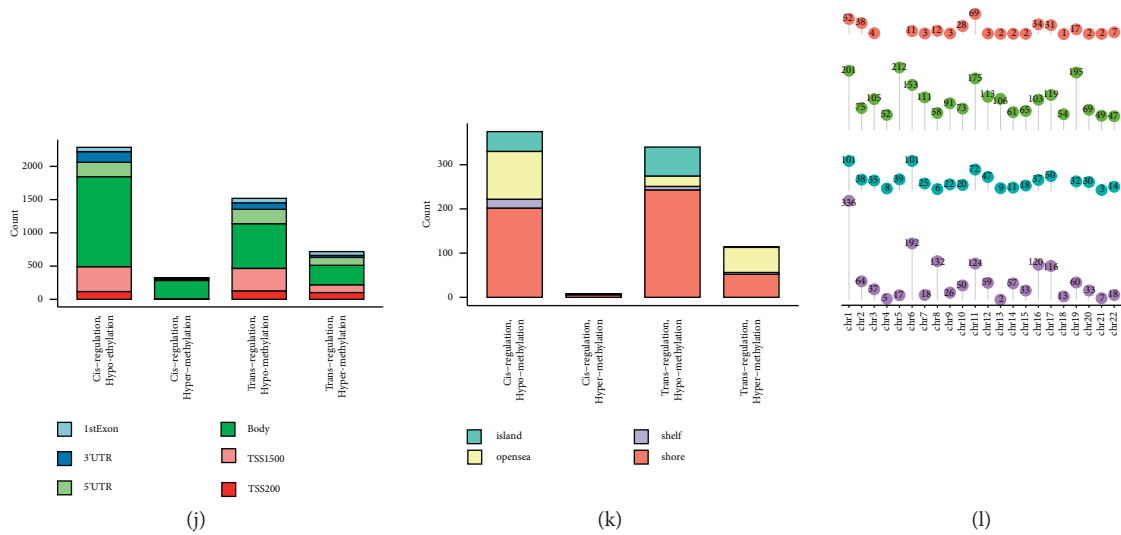 2000
1500
1000
500
0
Count
Cis−regulation,
Hypo−ethylation
Cis−regulation,
Hyper−methylation
Trans−regulation,
Hypo−methylation
Trans−regulation,
Hyper−methylation
1stExon
3'UTR
5'UTR
Body
TSS1500
TSS200
(j)
300
200
100
0
Count
Cis−regulation,
Hypo−methylation
Cis−regulation,
Hyper−methylation
Trans−regulation,
Hypo−methylation
Trans−regulation,
Hyper−methylation
island
opensea
shelf
shore
(k)
52 38 4 11 3 12 3 28 69 3 2 2 2 34 31 1 17 2 2 7
201 75 105 52 212 153 111 58 91 73 175 113 106 61 65 103 119 54 195 69 49 47
101 38 35 8 39 101 25 6 22 20 72 47 9 11 18 37 50 32 30 3 14
336 64 37 5 17 192 18 132 26 50 124 59 2 57 33 120 116 13 60 33 7 18
chr1
chr2
chr3
chr4
chr5
chr6
chr7
chr8
chr9
chr10
chr11
chr12
chr13
chr14
chr15
chr16
chr17
chr18
chr19
chr20
chr21
chr22
(l)